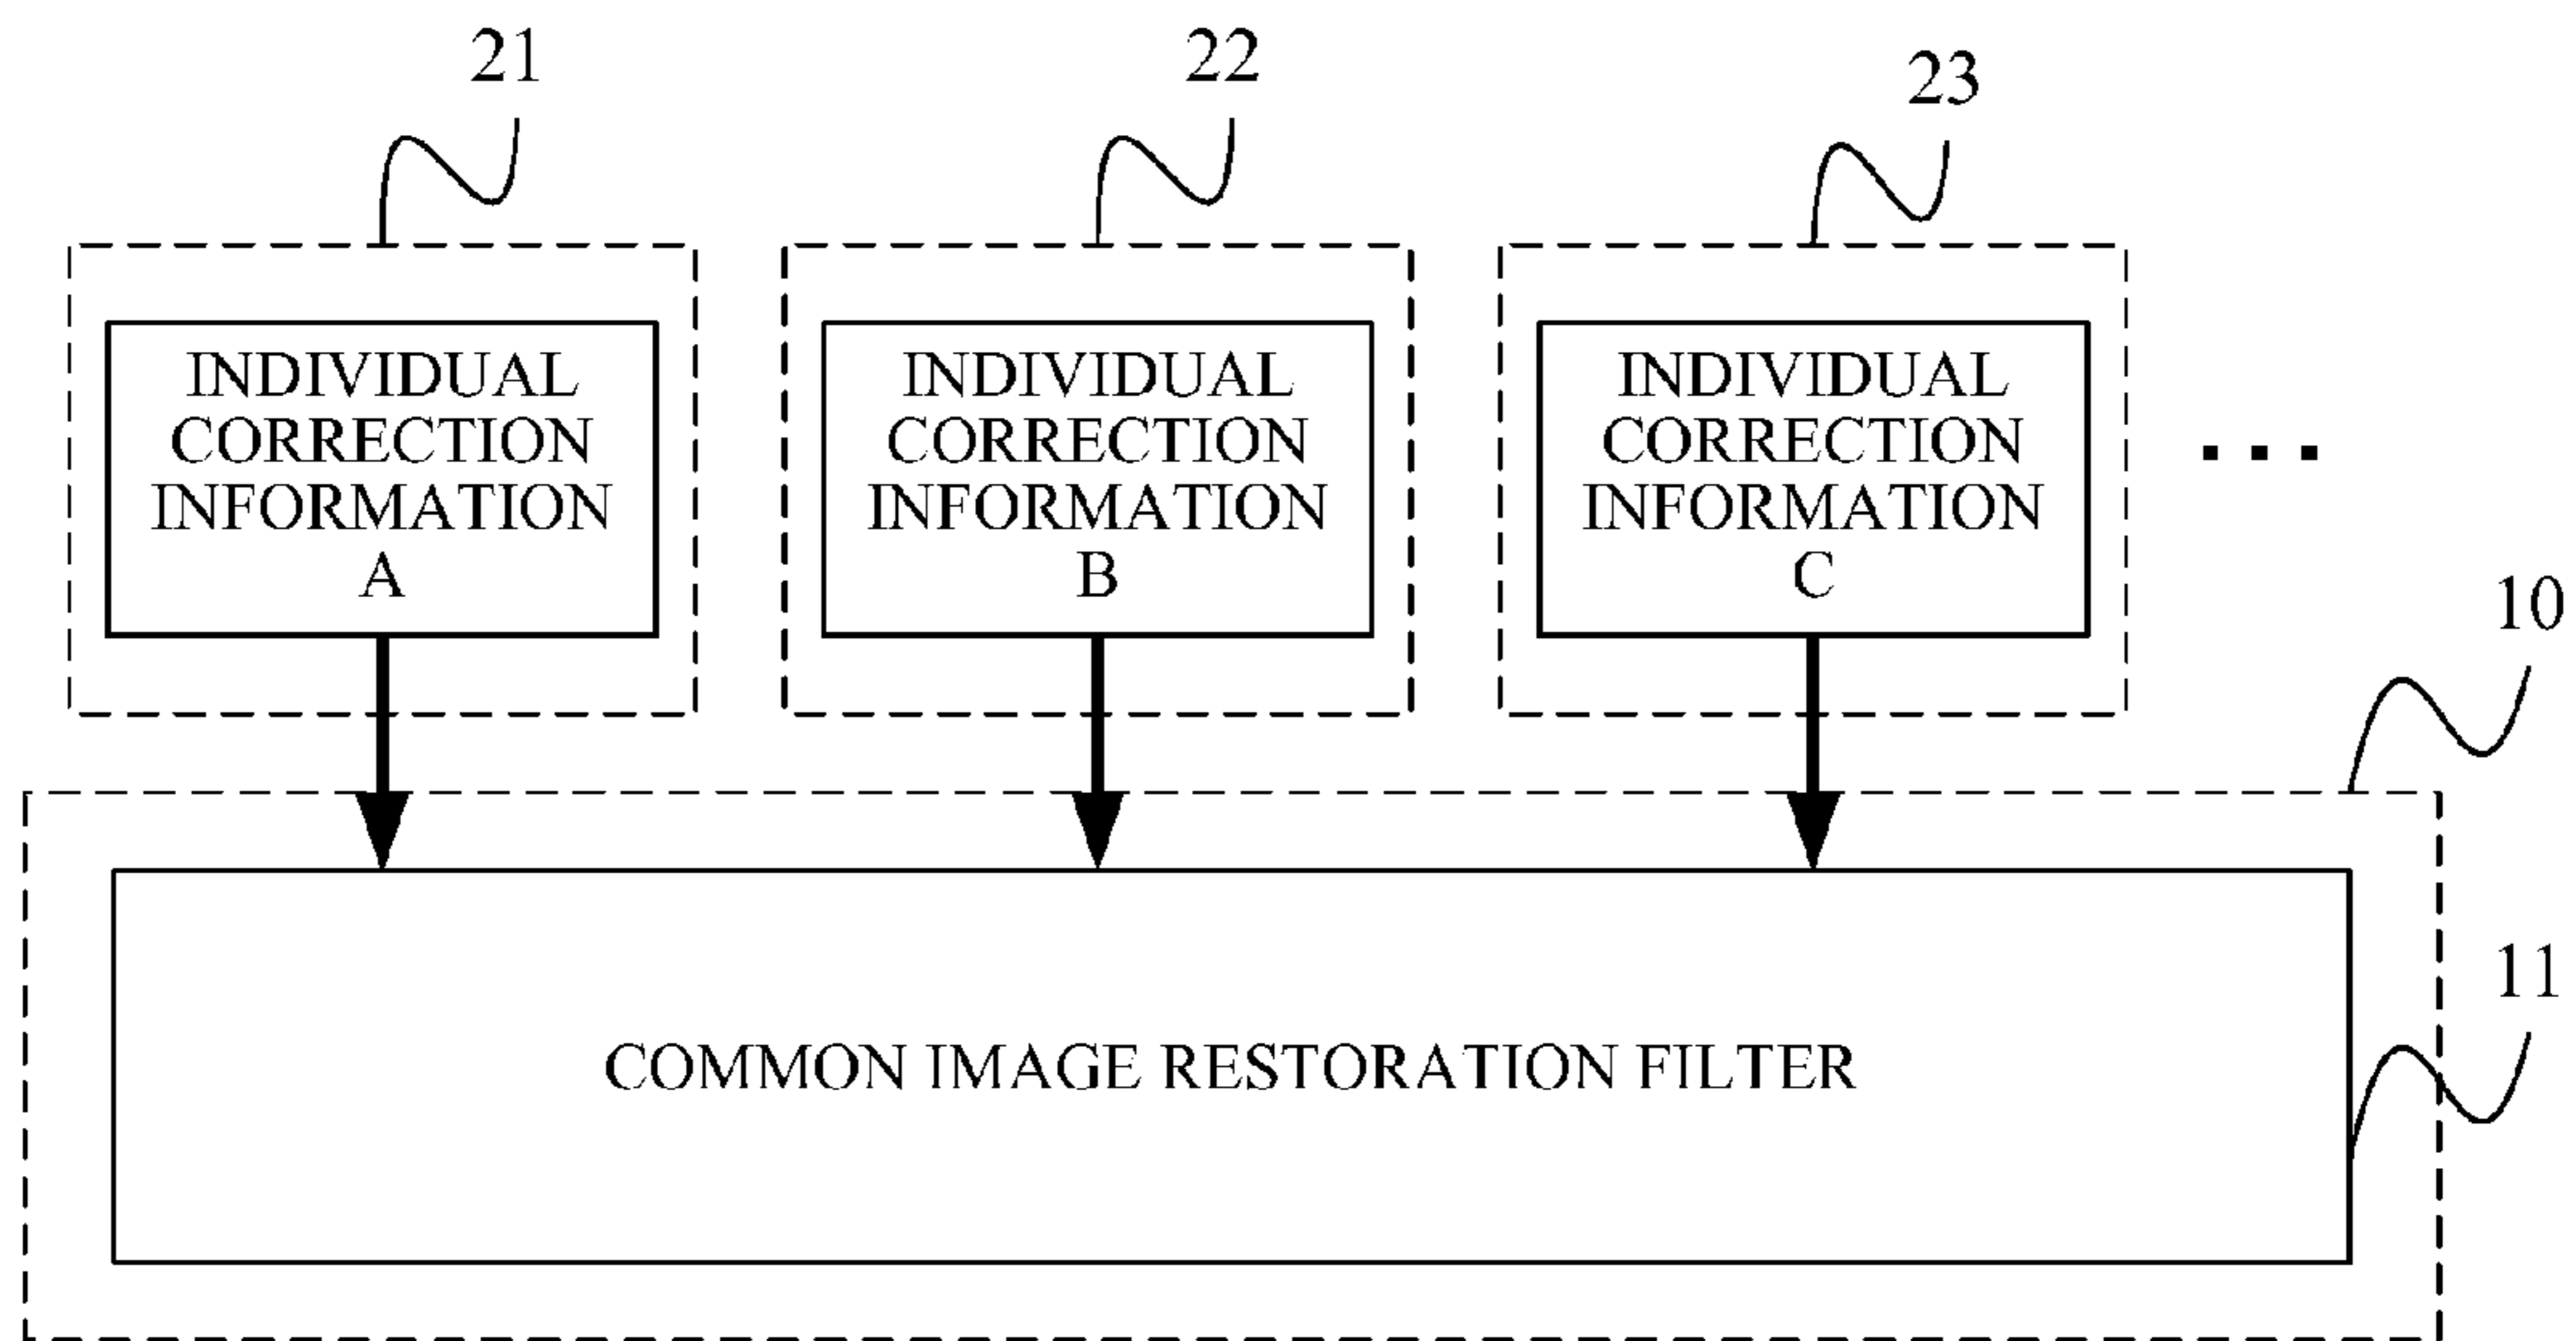 21
22
23
INDIVIDUAL
CORRECTION
INFORMATION
A
INDIVIDUAL
CORRECTION
INFORMATION
B
INDIVIDUAL
CORRECTION
INFORMATION
C
...
10
11
COMMON IMAGE RESTORATION FILTER